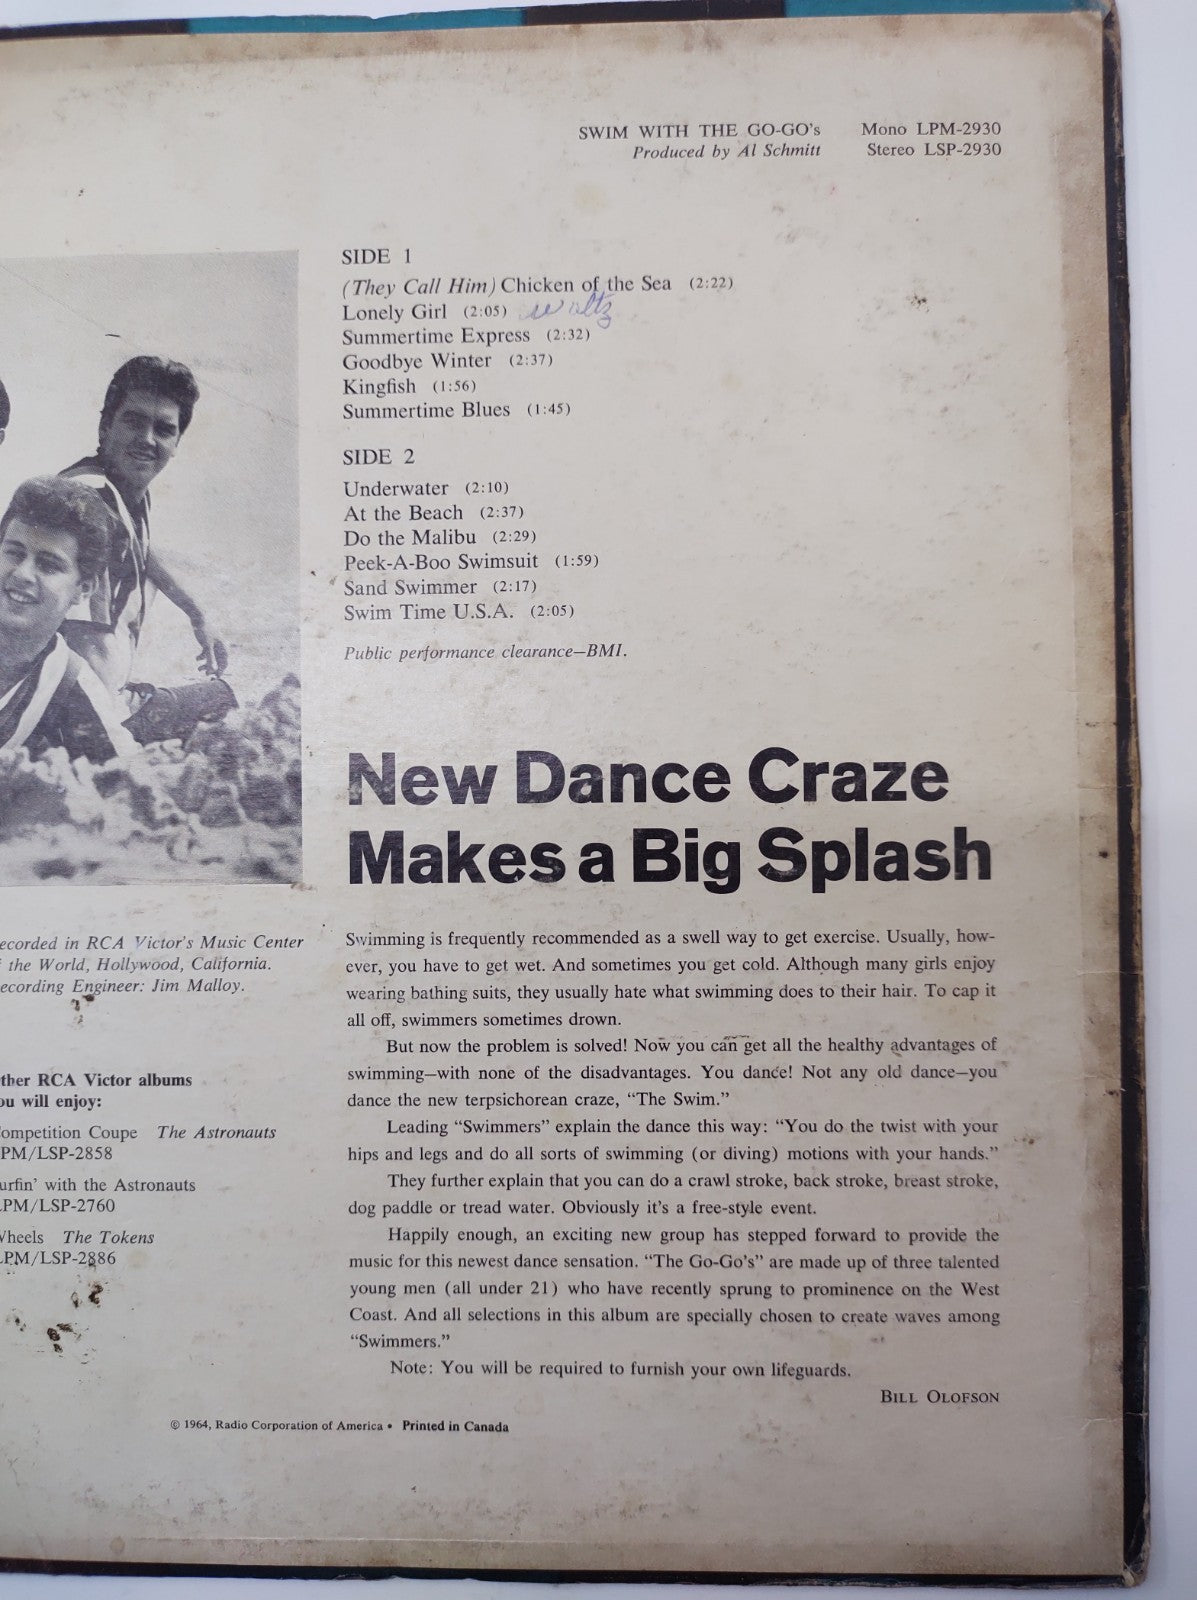 SWIM WITH THE GO-GO's Mono LPM-2930
Produced by Al Schmitt Stereo LSP-2930
SIDE 1
(They Call Him) Chicken of the Sea (2:22)
Lonely Girl (2:05) waltz
Summertime Express (2:32)
Goodbye Winter (2:37)
Kingfish (1:56)
Summertime Blues (1:45)
SIDE 2
Underwater (2:10)
At the Beach (2:37)
Do the Malibu (2:29)
Peek-A-Boo Swimsuit (1:59)
Sand Swimmer (2:17)
Swim Time U.S.A. (2:05)
Public performance clearance—BMI.
New Dance Craze
Makes a Big Splash
Swimming is frequently recommended as a swell way to get exercise. Usually, how-
ever, you have to get wet. And sometimes you get cold. Although many girls enjoy
wearing bathing suits, they usually hate what swimming does to their hair. To cap it
all off, swimmers sometimes drown.
But now the problem is solved! Now you can get all the healthy advantages of
swimming—with none of the disadvantages. You dance! Not any old dance—you
dance the new terpsichorean craze, “The Swim.”
Leading “Swimmers” explain the dance this way: “You do the twist with your
hips and legs and do all sorts of swimming (or diving) motions with your hands.”
They further explain that you can do a crawl stroke, back stroke, breast stroke,
dog paddle or tread water. Obviously it’s a free-style event.
Happily enough, an exciting new group has stepped forward to provide the
music for this newest dance sensation. “The Go-Go’s” are made up of three talented
young men (all under 21) who have recently sprung to prominence on the West
Coast. And all selections in this album are specially chosen to create waves among
“Swimmers.”
Note: You will be required to furnish your own lifeguards.
BILL OLOFSON
ecorded in RCA Victor's Music Center
the World, Hollywood, California.
ecording Engineer: Jim Malloy.
ther RCA Victor albums
ou will enjoy:
ompetition Coupe The Astronauts
PM/LSP-2858
urfin’ with the Astronauts
LPM/LSP-2760
Wheels The Tokens
LPM/LSP-2886
© 1964, Radio Corporation of America • Printed in Canada